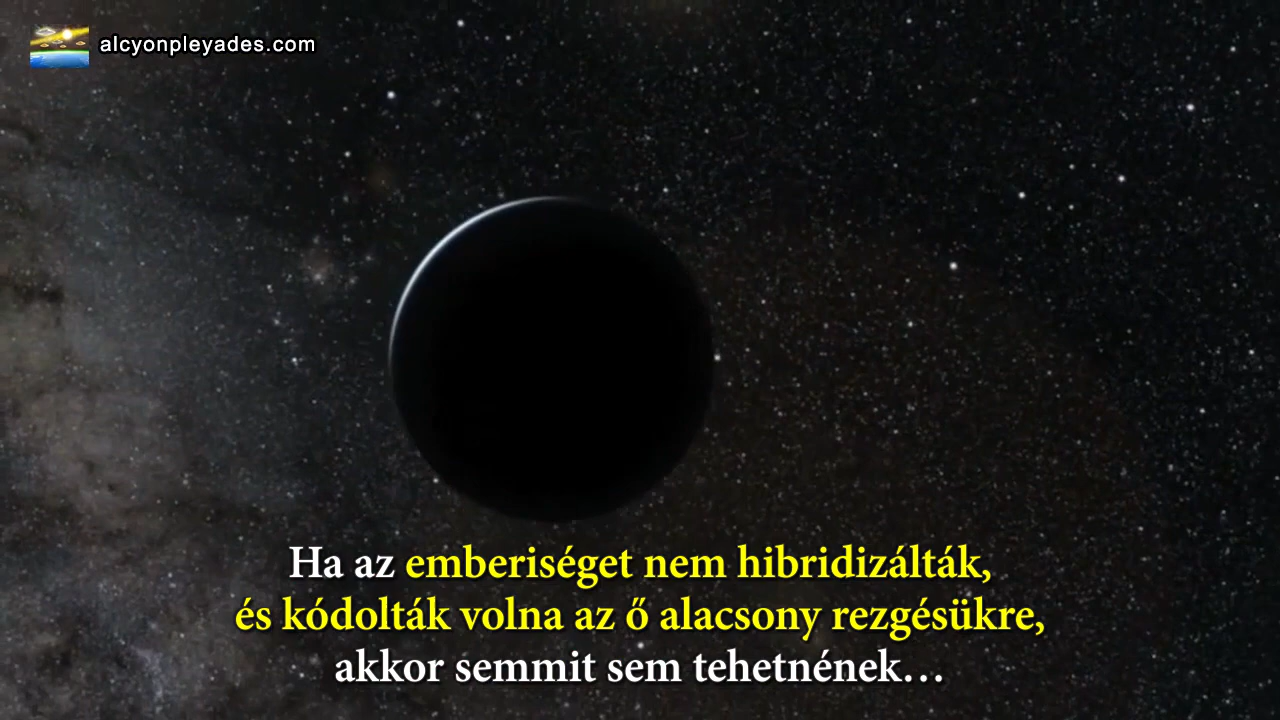 alcyonpleyades.com
Ha az emberiséget nem hibridizálták,
és kódolták volna az ő alacsony rezgésükre,
akkor semmit sem tehetnének…